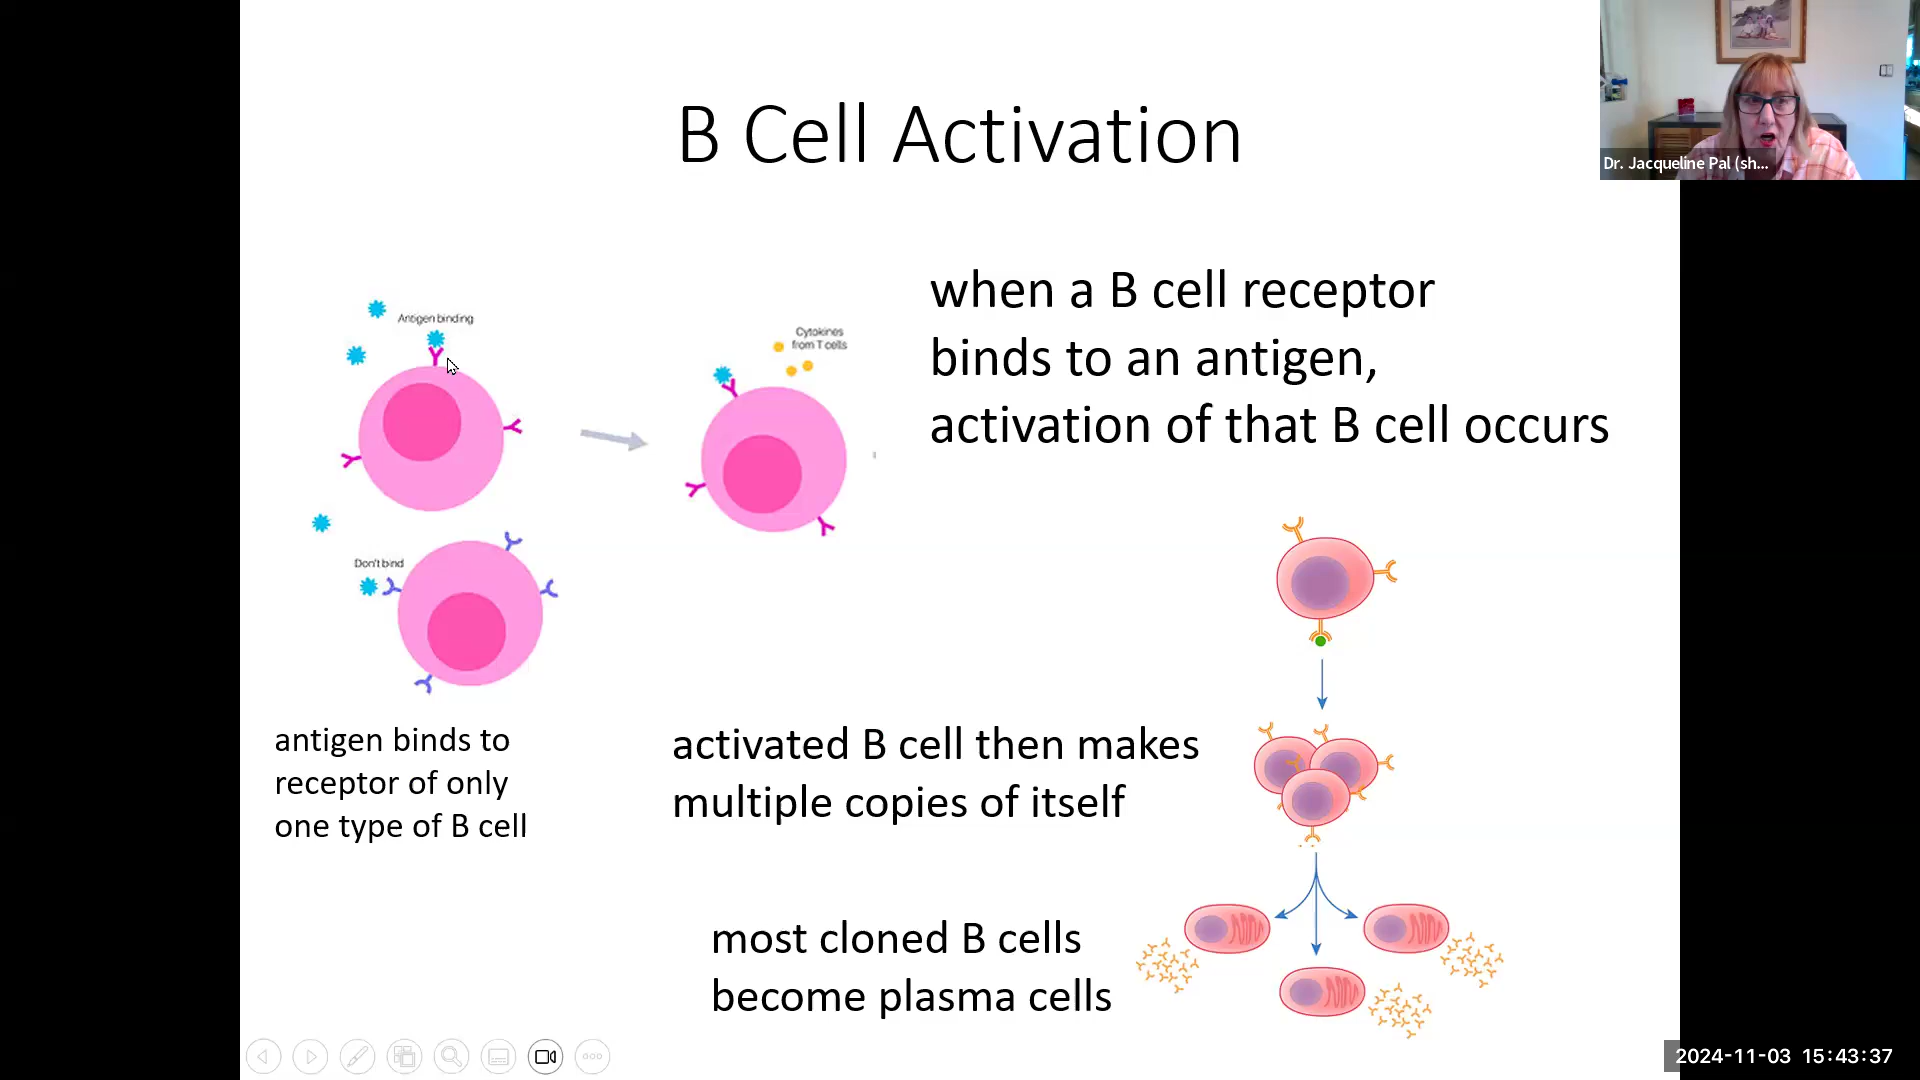 B Cell Activation
Dr. Jacqueline Pal (sh...
when a B cell receptor
binds to an antigen,
activation of that B cell occurs
Antigen binding
Cytokines
from T cells
Don't bind
antigen binds to
receptor of only
one type of B cell
activated B cell then makes
multiple copies of itself
most cloned B cells
become plasma cells
2024-11-03 15:43:37